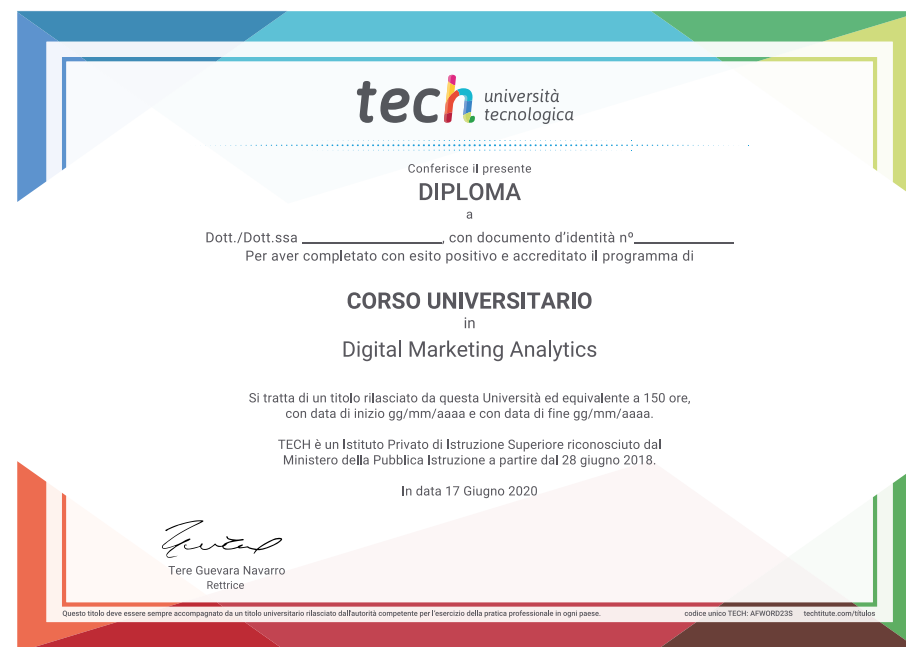 tech università
tecnologica
Conferisce il presente
DIPLOMA
a
Dott./Dott.ssa ____________________, con documento d'identità nº______________
Per aver completato con esito positivo e accreditato il programma di
CORSO UNIVERSITARIO
in
Digital Marketing Analytics
Si tratta di un titolo rilasciato da questa Università ed equivalente a 150 ore,
con data di inizio gg/mm/aaaa e con data di fine gg/mm/aaaa.
TECH è un Istituto Privato di Istruzione Superiore riconosciuto dal
Ministero della Pubblica Istruzione a partire dal 28 giugno 2018.
In data 17 Giugno 2020
Tere Guevara Navarro
Rettrice
Questo titolo deve essere sempre accompagnato da un titolo universitario rilasciato dall'autorità competente per l'esercizio della pratica professionale in ogni paese. codice unico TECH: AFWORD23S techtitute.com/titulos